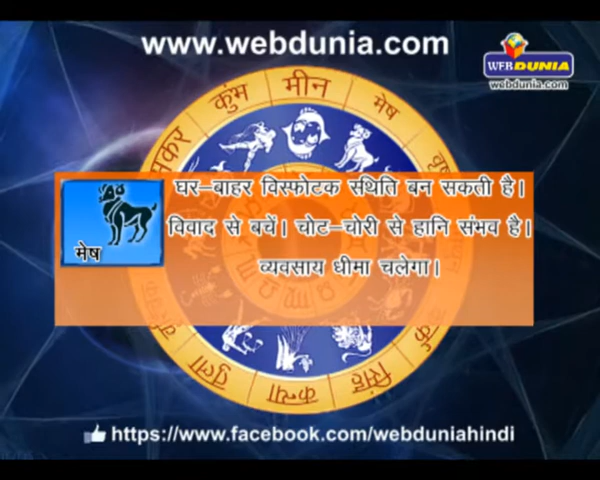 www.webdunia.com
WEBDUNIA
webdunia.com
कुंभ
मीन
मेष
मकर
घर–बाहर विस्फोटक स्थिति बन सकती है।
विवाद से बचें। चोट–चोरी से हानि संभव है।
व्यवसाय धीमा चलेगा।
मेष
तुला
कन्या
सिंह
https://www.facebook.com/webduniahindi